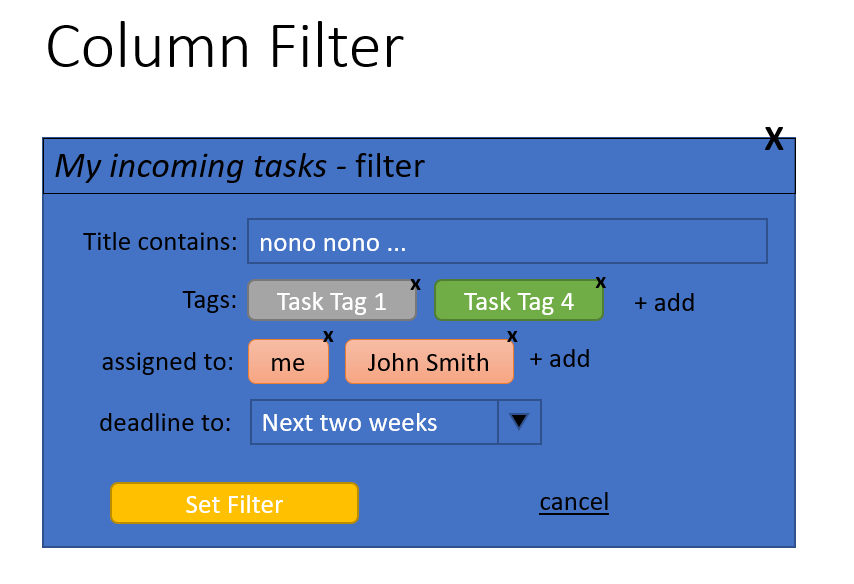 Column Filter
X
My incoming tasks - filter
Title contains: nono nono ...
Tags: Task Tag 1 x Task Tag 4 x + add
assigned to: me x John Smith x + add
deadline to: Next two weeks
Set Filter cancel